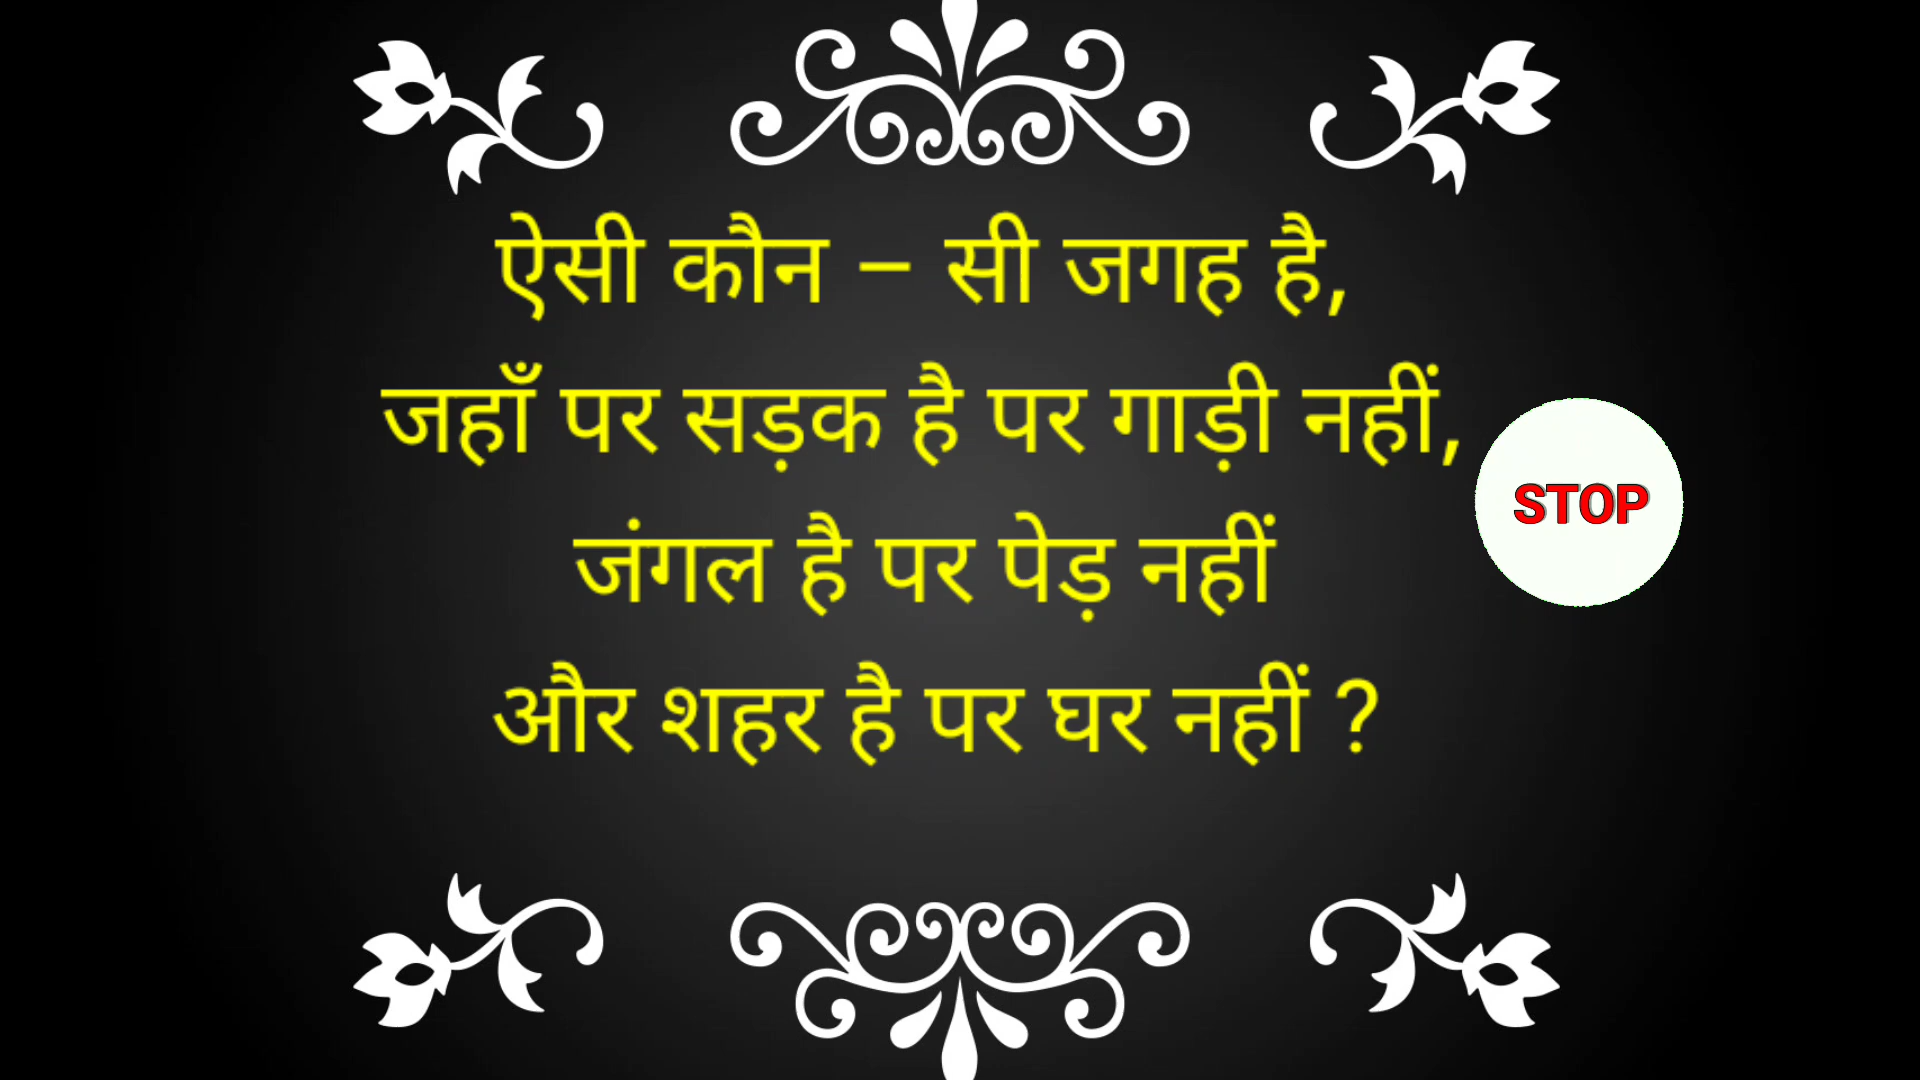 ऐसी कौन – सी जगह है,
जहाँ पर सड़क है पर गाड़ी नहीं,
STOP
जंगल है पर पेड़ नहीं
और शहर है पर घर नहीं ?